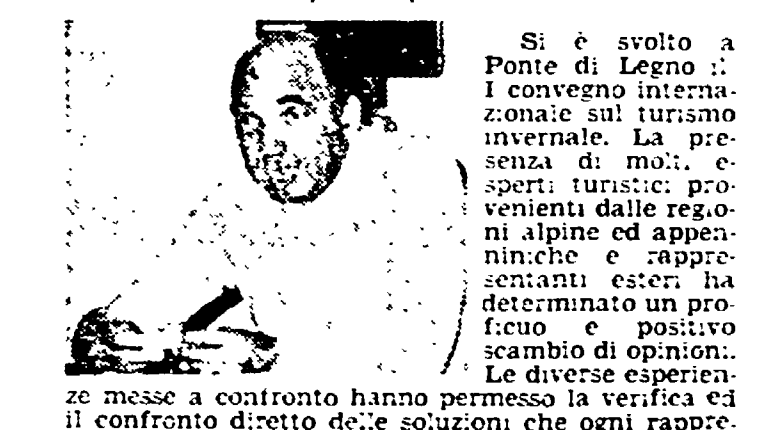 Si è svolto a
Ponte di Legno il
I convegno interna-
zionale sul turismo
invernale. La pre-
senza di molti e-
sperti turistici pro-
venienti dalle regio-
ni alpine ed appen-
niniche e rappre-
sentanti esteri ha
determinato un pro-
ficuo e positivo
scambio di opinioni.
Le diverse esperien-
ze messe a confronto hanno permesso la verifica ed
il confronto diretto delle soluzioni che ogni rappre-